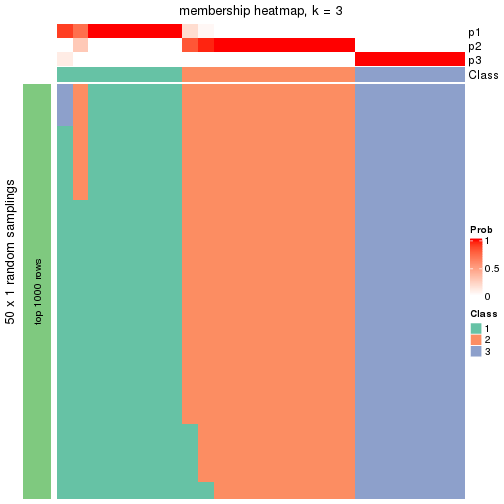 membership heatmap, k = 3
p1
p2
p3
Class
50 x 1 random samplings
top 1000 rows
Prob
1
0.5
0
Class
1
2
3